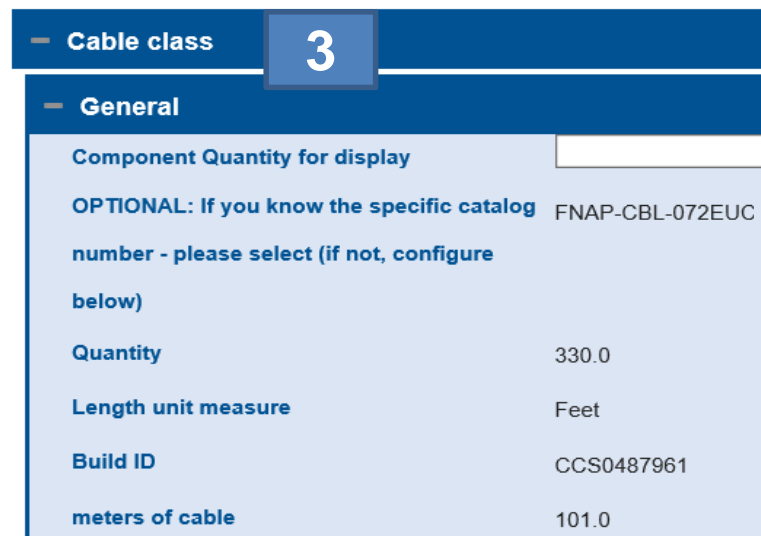 Cable class
3
General
Component Quantity for display
OPTIONAL: If you know the specific catalog
number - please select (if not, configure
below)
FNAP-CBL-072EUC
Quantity
330.0
Length unit measure
Feet
Build ID
CCS0487961
meters of cable
101.0